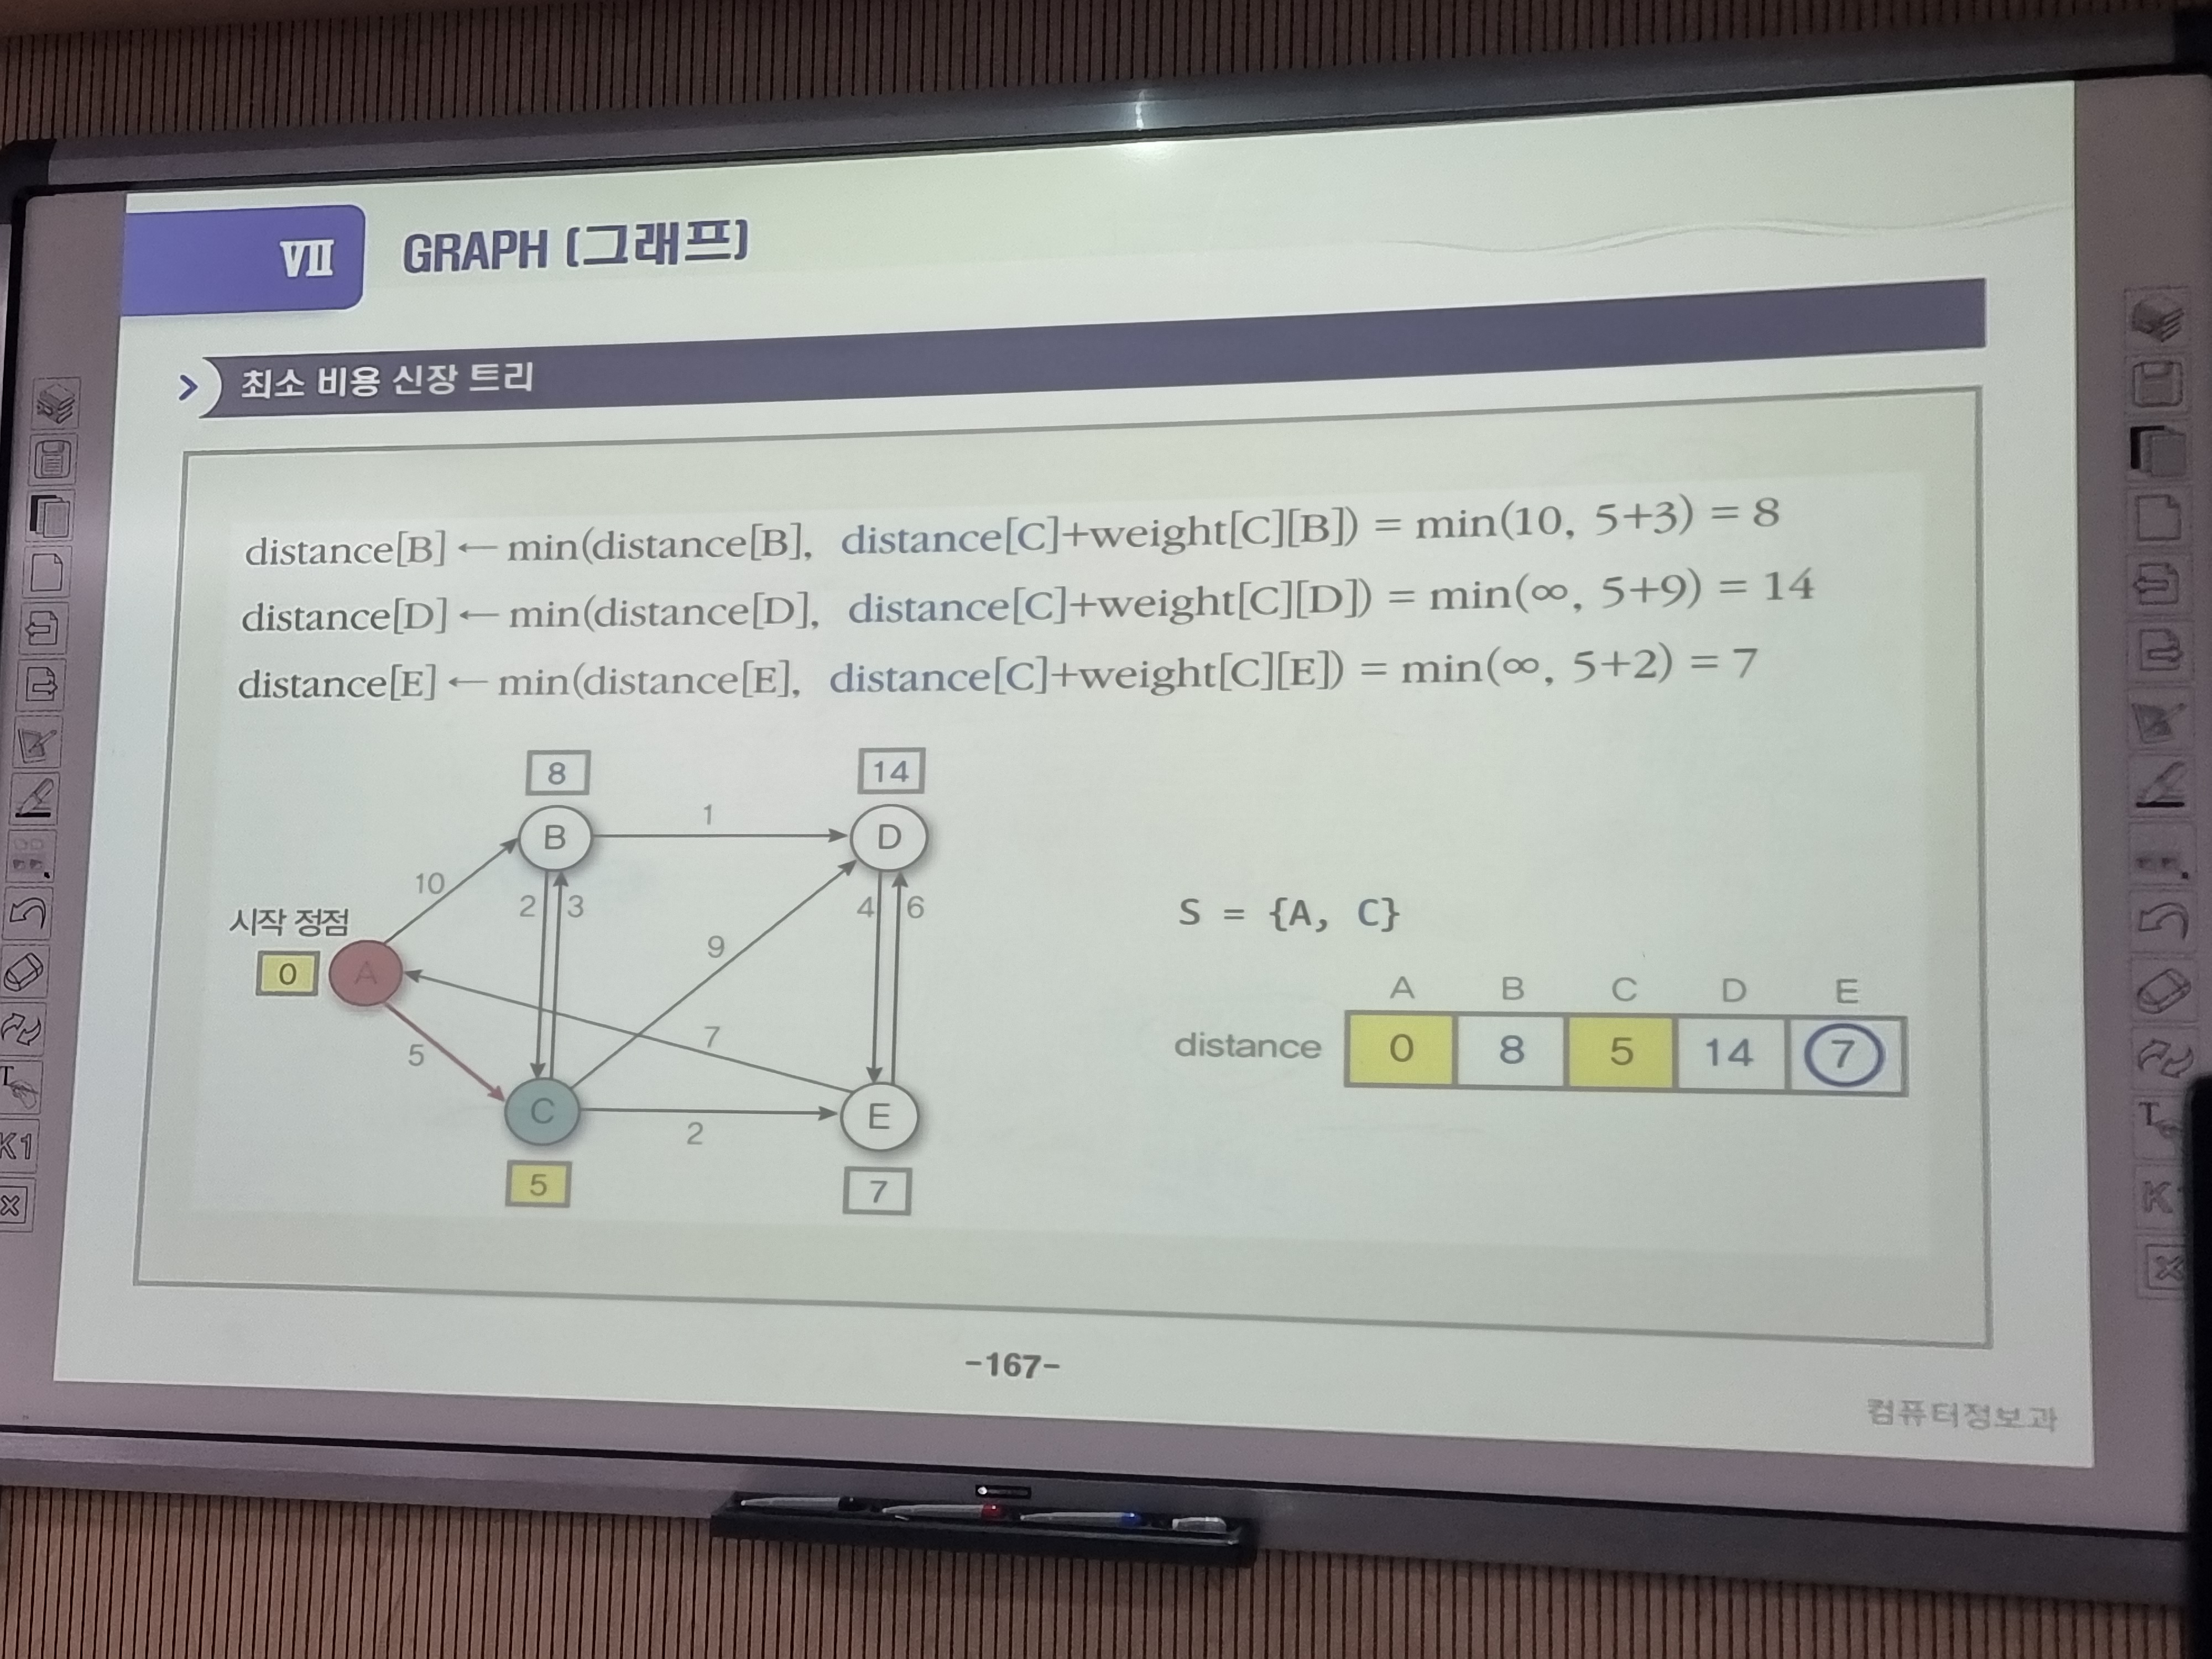 VII
GRAPH (그래프)
최소 비용 신장 트리
distance[B] ← min(distance[B], distance[C]+weight[C][B]) = min(10, 5+3) = 8
distance[D] ← min(distance[D], distance[C]+weight[C][D]) = min(∞, 5+9) = 14
distance[E] ← min(distance[E], distance[C]+weight[C][E]) = min(∞, 5+2) = 7
8
14
B
1
D
10
2
3
4
6
시작 정점
0
A
9
5
7
C
2
E
5
7
S = {A, C}
A B C D E
distance 0 8 5 14 7
-167-
컴퓨터정보과
T
K1
T
K